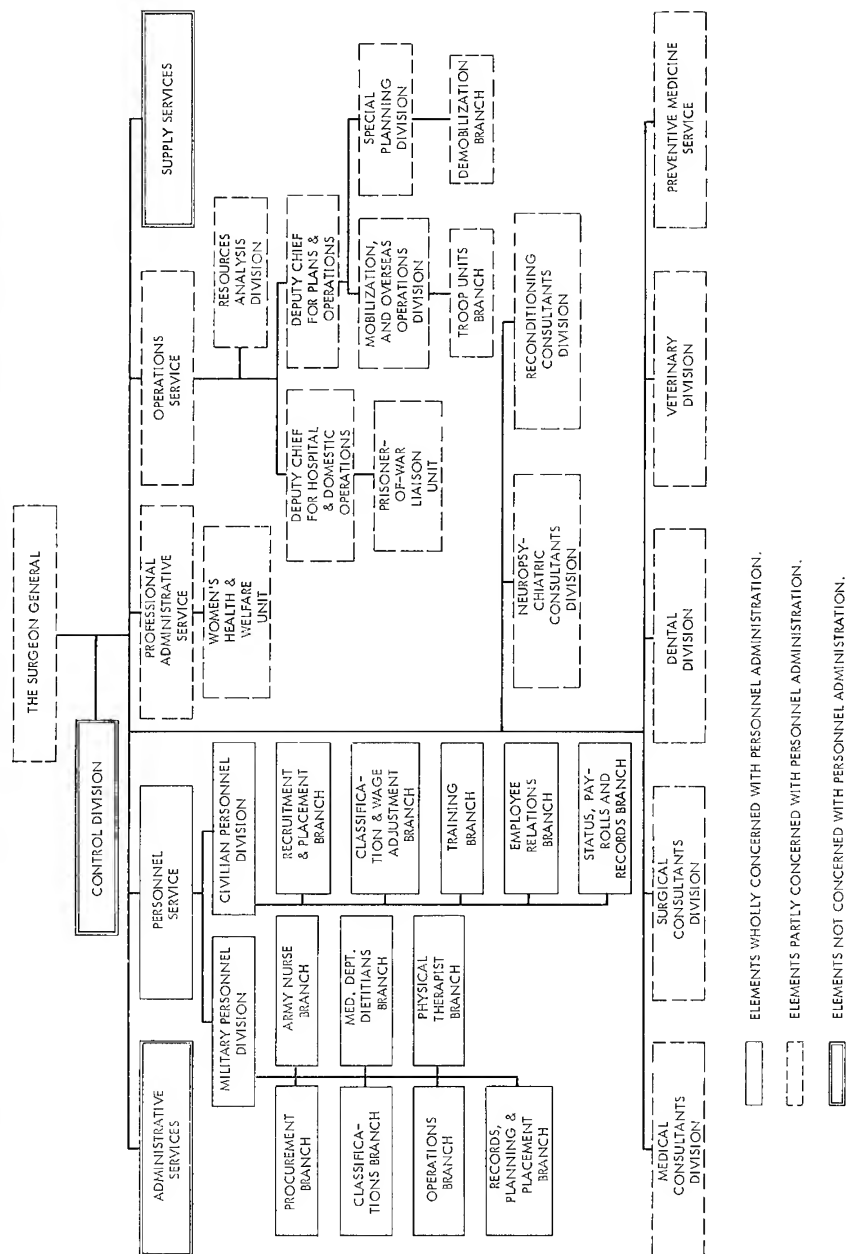 THE SURGEON GENERAL
CONTROL DIVISION
ADMINISTRATIVE
SERVICES
PERSONNEL
SERVICE
PROFESSIONAL
ADMINISTRATIVE
SERVICE
OPERATIONS
SERVICE
SUPPLY SERVICES
MILITARY PERSONNEL
DIVISION
CIVILIAN PERSONNEL
DIVISION
WOMEN'S
HEALTH &
WELFARE
UNIT
RESOURCES
ANALYSIS
DIVISION
PROCUREMENT
BRANCH
ARMY NURSE
BRANCH
RECRUITMENT
& PLACEMENT
BRANCH
DEPUTY CHIEF
FOR HOSPITAL
& DOMESTIC
OPERATIONS
DEPUTY CHIEF
FOR PLANS &
OPERATIONS
CLASSIFICA-
TIONS BRANCH
MED. DEPT.
DIETITIANS
BRANCH
CLASSIFICA-
TION & WAGE
ADJUSTMENT
BRANCH
PRISONER-
OF-WAR
LIAISON
UNIT
MOBILIZATION,
AND OVERSEAS
OPERATIONS
DIVISION
SPECIAL
PLANNING
DIVISION
OPERATIONS
BRANCH
PHYSICAL
THERAPIST
BRANCH
TRAINING
BRANCH
TROOP UNITS
BRANCH
DEMOBILIZATION
BRANCH
RECORDS,
PLANNING &
PLACEMENT
BRANCH
EMPLOYEE
RELATIONS
BRANCH
STATUS, PAY-
ROLLS AND
RECORDS BRANCH
NEUROPSY-
CHIATRIC
CONSULTANTS
DIVISION
RECONDITIONING
CONSULTANTS
DIVISION
MEDICAL
CONSULTANTS
DIVISION
SURGICAL
CONSULTANTS
DIVISION
DENTAL
DIVISION
VETERINARY
DIVISION
PREVENTIVE MEDICINE
SERVICE
ELEMENTS WHOLLY CONCERNED WITH PERSONNEL ADMINISTRATION.
ELEMENTS PARTLY CONCERNED WITH PERSONNEL ADMINISTRATION.
ELEMENTS NOT CONCERNED WITH PERSONNEL ADMINISTRATION.